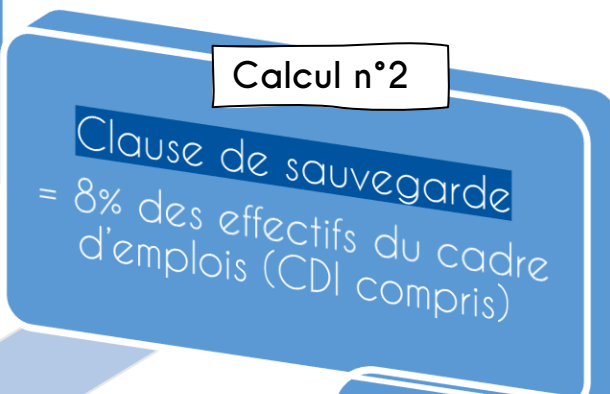 Calcul n°2
Clause de sauvegarde
= 8% des effectifs du cadre
d'emplois (CDI compris)